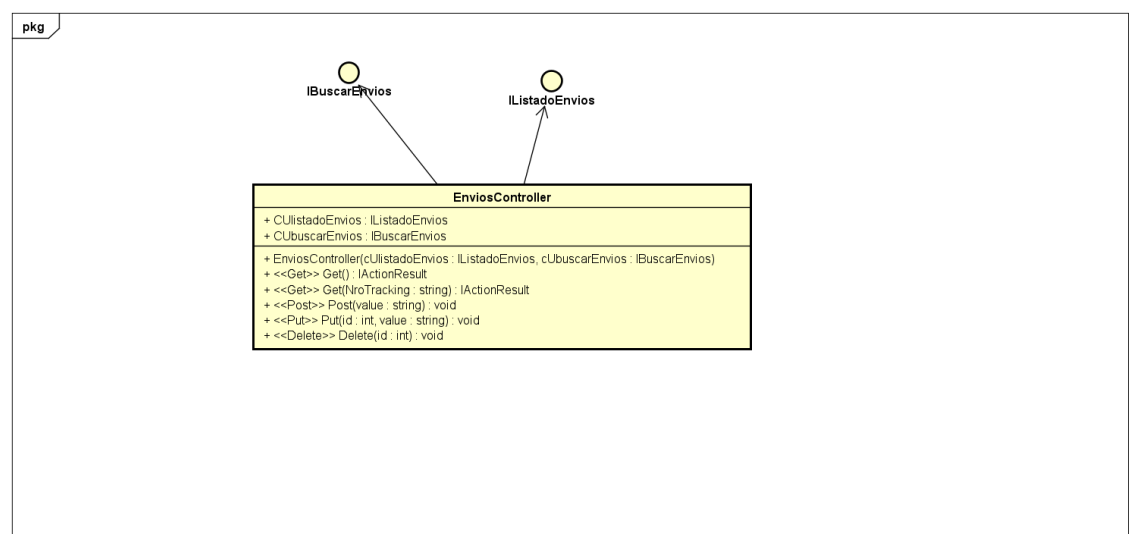 pkg
IBuscarEnvios
IListadoEnvios
EnviosController
+ CUlistadoEnvios : IListadoEnvios
+ CUbuscarEnvios : IBuscarEnvios
+ EnviosController(cUlistadoEnvios : IListadoEnvios, cUbuscarEnvios : IBuscarEnvios)
+ <<Get>> Get() : IActionResult
+ <<Get>> Get(NroTracking : string) : IActionResult
+ <<Post>> Post(value : string) : void
+ <<Put>> Put(id : int, value : string) : void
+ <<Delete>> Delete(id : int) : void